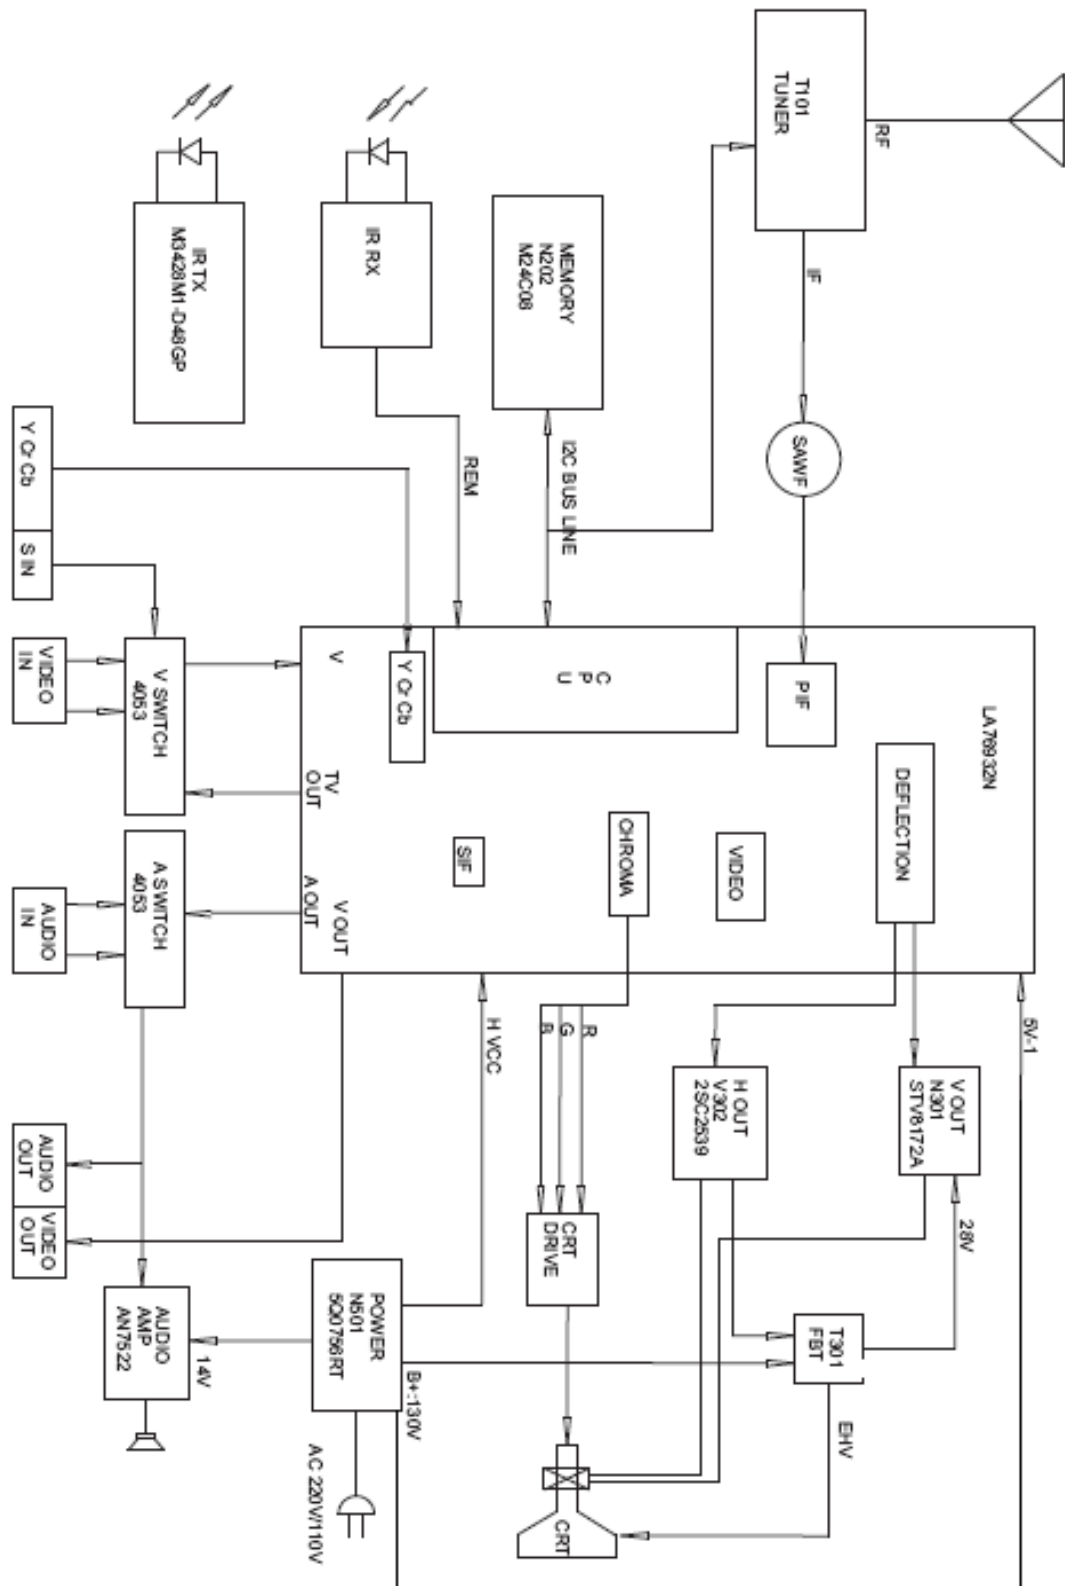 T101
TUNER
RF
IF
SAWF
MEMORY
N202
M24C08
I2C BUS LINE
IR RX
REM
IR TX
M3428M1-D48GP
Y Cr Cb
S IN
LA76932N
PIF
DEFLECTION
C
P
U
VIDEO
CHROMA
Y Cr Cb
SIF
V
TV
OUT
V OUT
A OUT
V SWITCH
4053
VIDEO
IN
A SWITCH
4053
AUDIO
IN
5V-1
V OUT
N301
STV8172A
H OUT
V302
2SC2539
R
G
B
H VCC
CRT
DRIVE
28V
T301
FBT
EHV
CRT
POWER
N501
5Q0756RT
B+:130V
AC 220V/110V
14V
AUDIO
AMP
AN7522
AUDIO
OUT
VIDEO
OUT